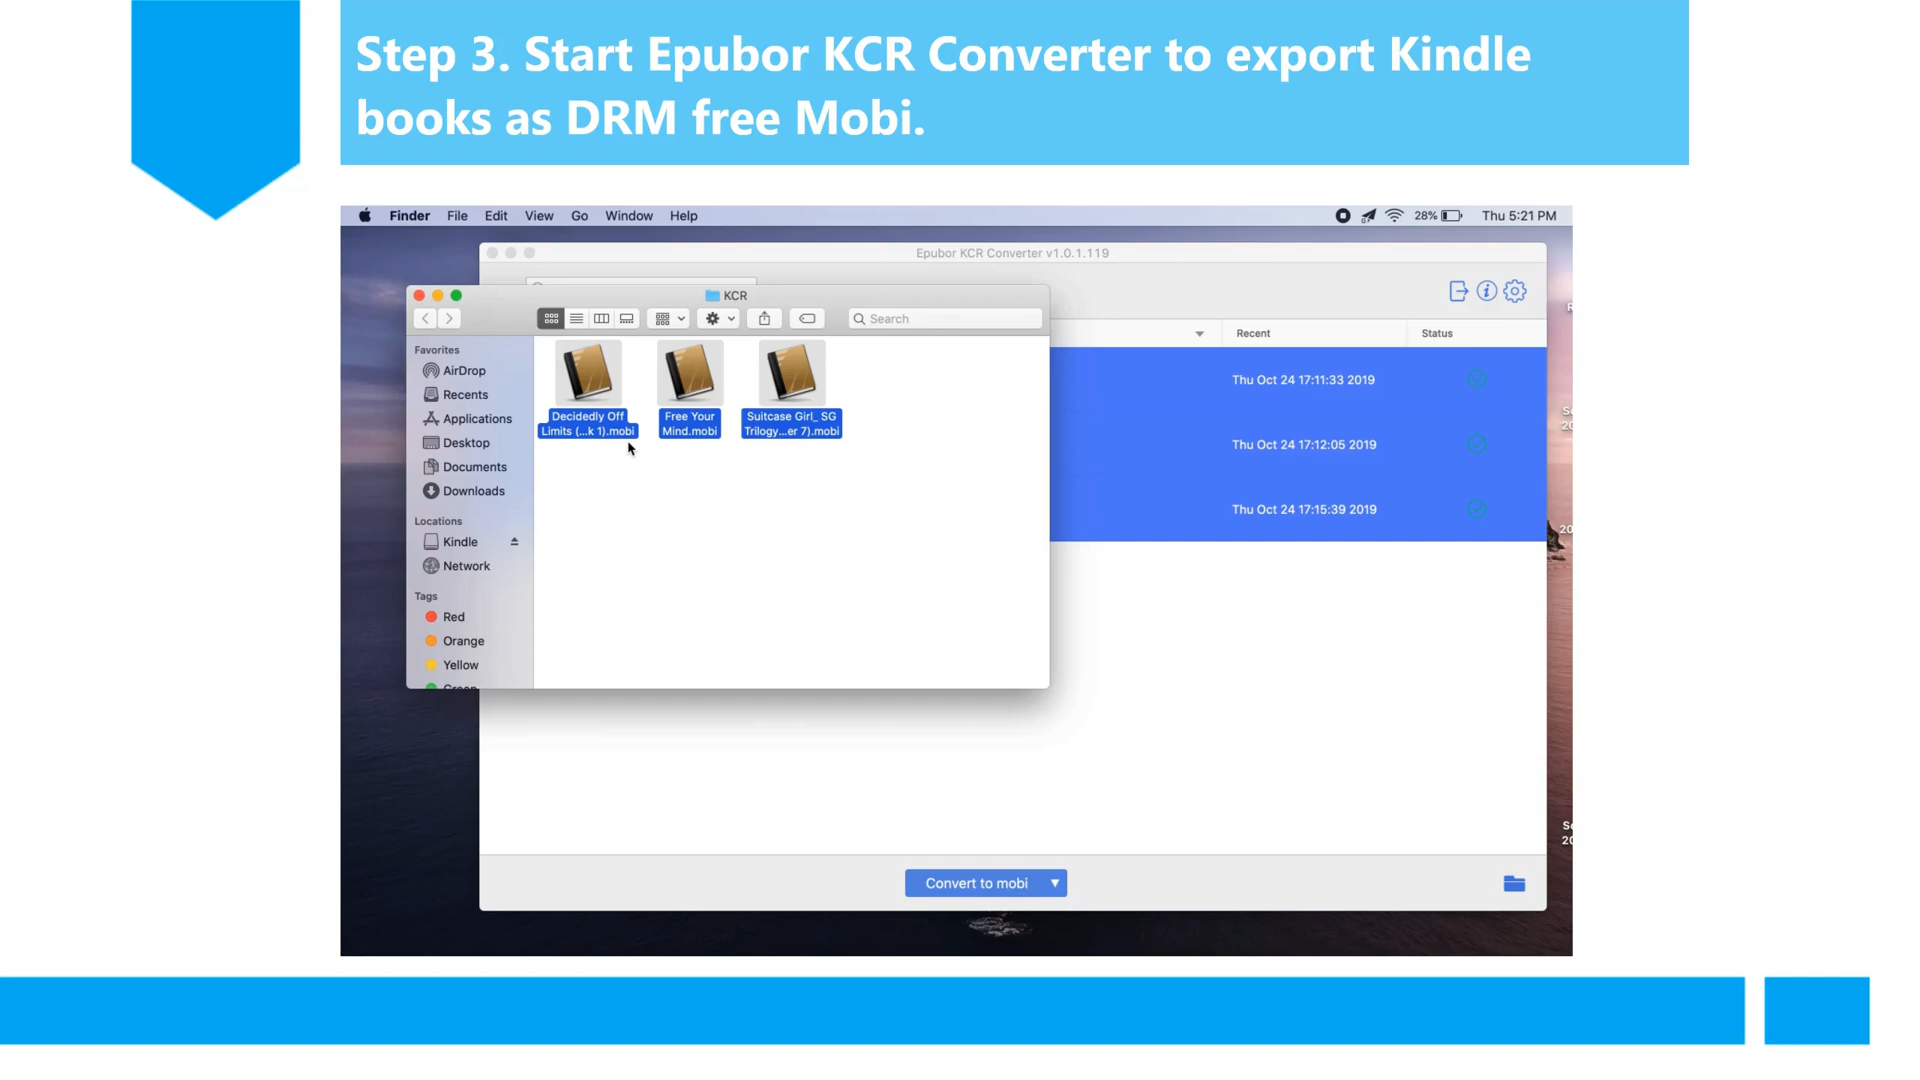 Step 3. Start Epubor KCR Converter to export Kindle
books as DRM free Mobi.
Finder File Edit View Go Window Help
28% Thu 5:21 PM
Epubor KCR Converter v1.0.1.119
KCR
Search
Recent Status
Favorites
AirDrop
Recents
Applications
Desktop
Documents
Downloads
Locations
Kindle
Network
Tags
Red
Orange
Yellow
Green
Decidedly Off
Limits (...k 1).mobi
Free Your
Mind.mobi
Suitcase Girl_ SG
Trilogy...er 7).mobi
Thu Oct 24 17:11:33 2019
Thu Oct 24 17:12:05 2019
Thu Oct 24 17:15:39 2019
Convert to mobi